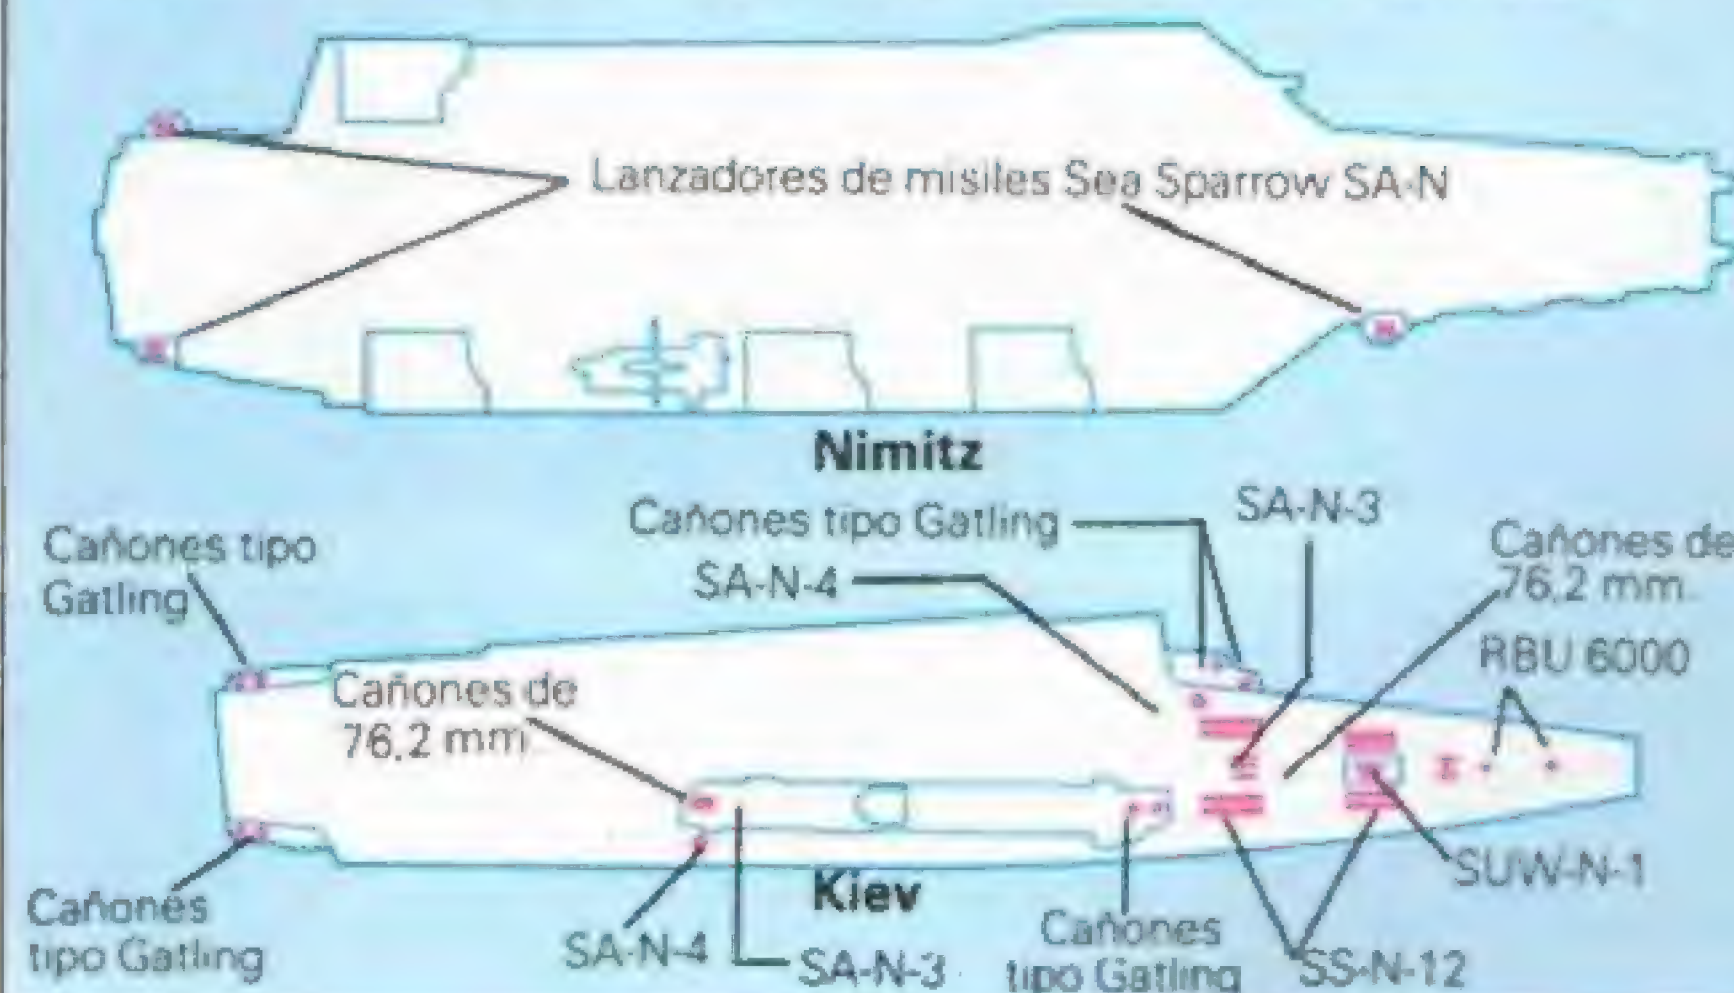 Lanzadores de misiles Sea Sparrow SA-N
Nimitz
Cañones tipo Gatling
SA-N-3
Cañones tipo
Gatling
SA-N-4
Cañones de
76,2 mm.
RBU 6000
Cañones de
76,2 mm.
Kiev
SUW-N-1
Cañones
tipo Gatling
SA-N-4
SA-N-3
Cañones
tipo Gatling
SS-N-12